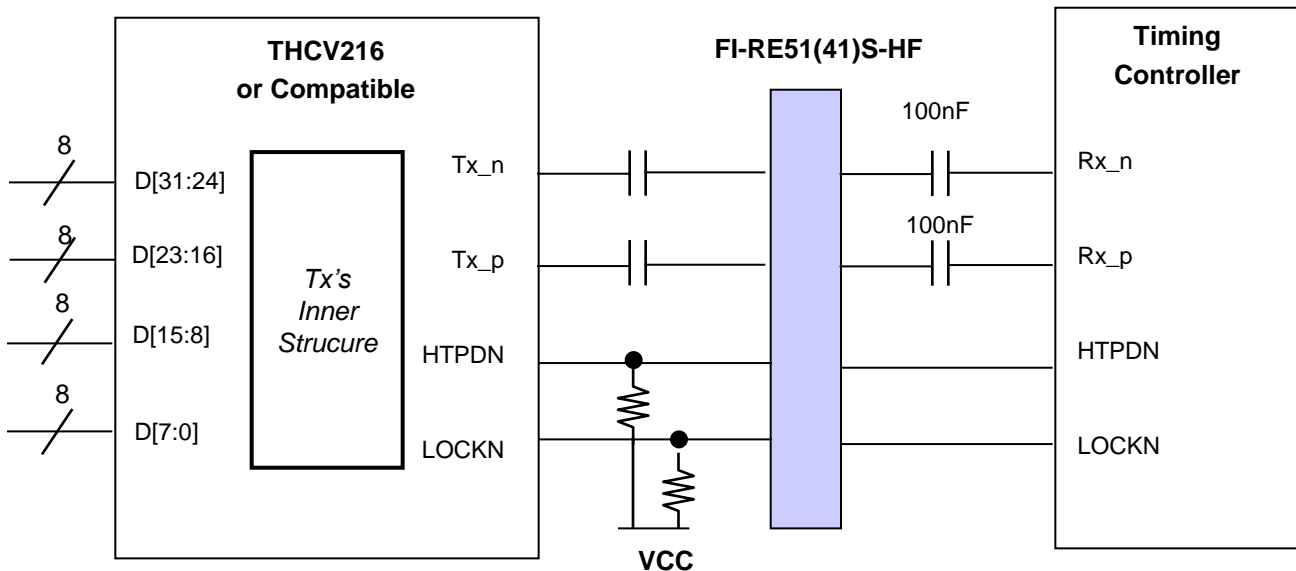 THCV216
or Compatible
FI-RE51(41)S-HF
Timing
Controller
100nF
8
D[31:24]
Tx_n
Rx_n
8
D[23:16]
Tx_p
100nF
Rx_p
Tx's
Inner
Strucure
8
D[15:8]
HTPDN
HTPDN
8
D[7:0]
LOCKN
LOCKN
VCC